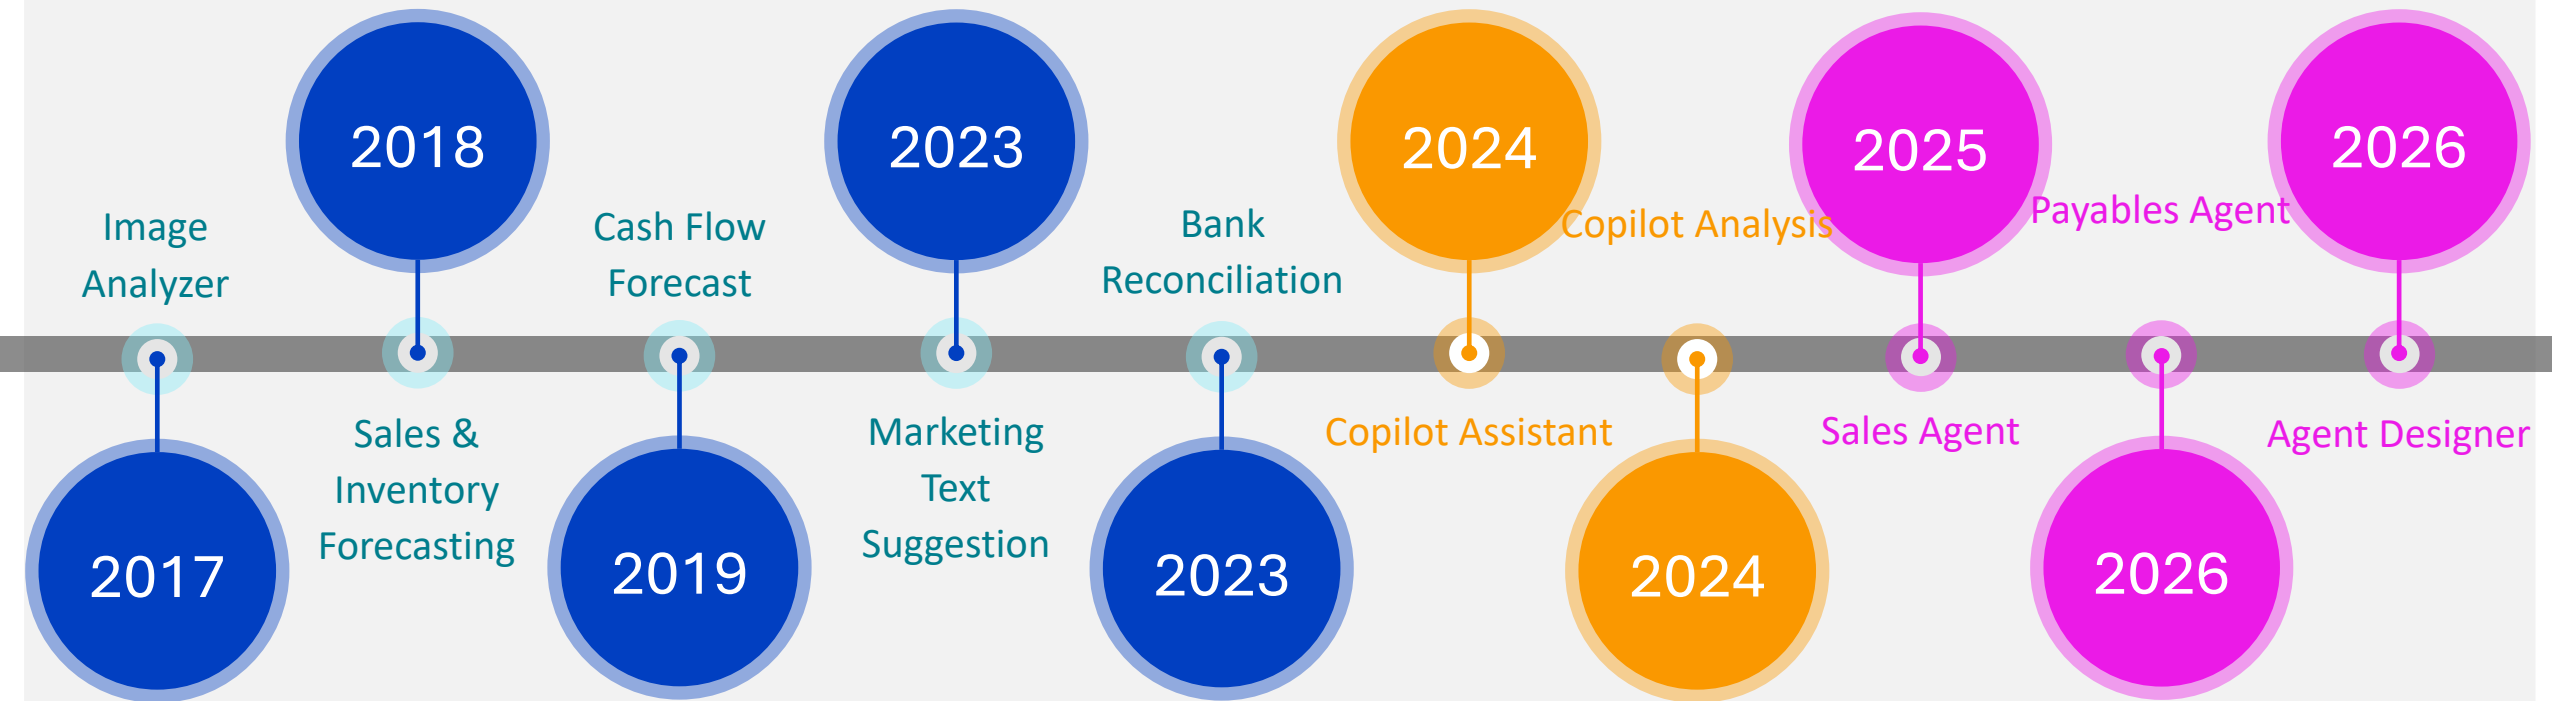 Image
Analyzer
2017
2018
Sales &
Inventory
Forecasting
Cash Flow
Forecast
2019
2023
Marketing
Text
Suggestion
Bank
Reconciliation
2023
2024
Copilot Assistant
Copilot Analysis
2024
2025
Sales Agent
Payables Agent
2026
2026
Agent Designer